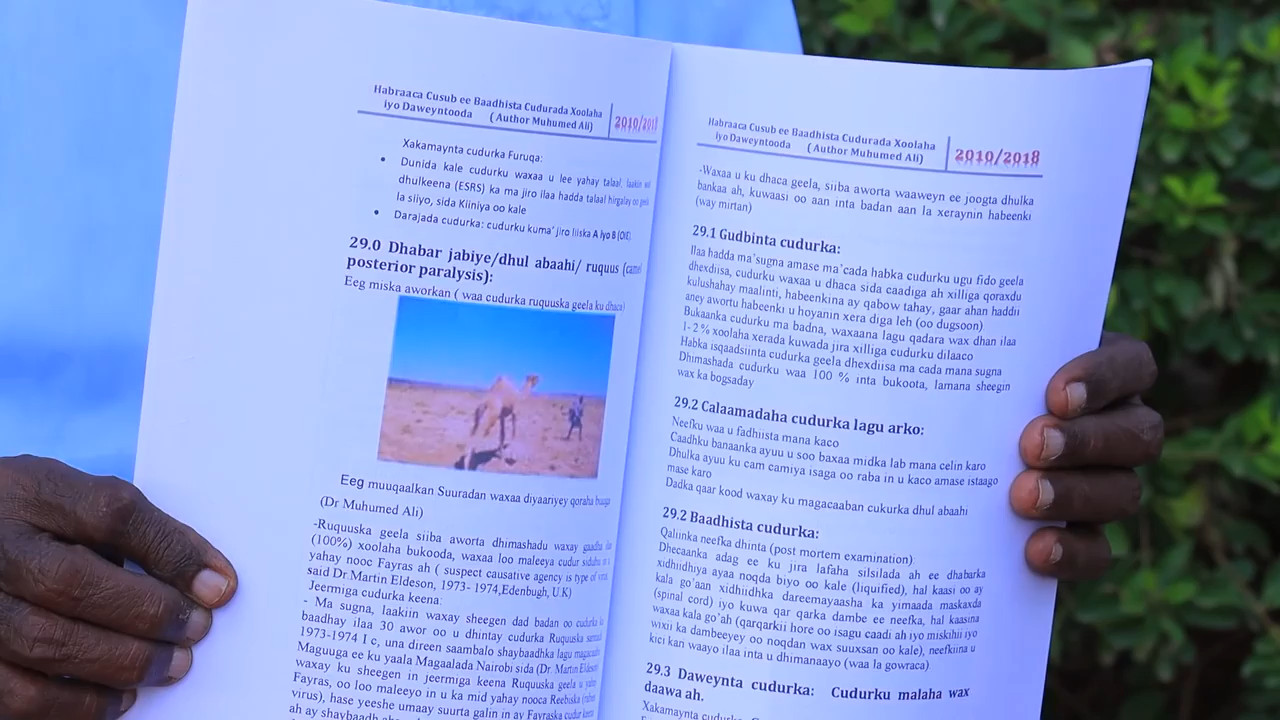 Habraaca Cusub ee Baadhista Cudurada Xoolaha
iyo Daweyntooda ( Author Muhumed Ali)
2010/2018
Xakamaynta cudurka Furuqa:
• Dunida kale cudurku waxaa u lee yahay talaal, laakin
dhulkeena (ESRS) ka ma jiro ilaa hadda talaal hirgalay oo
la siiyo, sida Kiiniya oo kale
• Darajada cudurka: cudurku kuma' jiro liiska A iyo B (OIE)
29.0 Dhabar jabiye/dhul abaahi/ ruquus (camel
posterior paralysis):
Eeg miska aworkan ( waa cudurka ruquuska geela ku dhaca)
Eeg muuqaalkan Suuradan waxaa diyaariyey qoraha buuga
(Dr Muhumed Ali)
-Ruquuska geela siiba aworta dhimashadu waxay gaadha
(100%) xoolaha bukooda, waxaa loo maleeya cudur
yahay nooc Fayras ah ( suspect causative agency is type of
said Dr Martin Eldeson, 1973- 1974,Edenbugh, U.K)
Jeermiga cudurka keena:
- Ma sugna, laakiin waxay sheegen dad badan oo cudurka
baadhay ilaa 30 awor oo u dhintay cudurka Ruquuska
1973-1974 I c, una direen saambalo shaybaadhka lagu
Maguuga ee ku yaala Magaalada Nairobi sida (Dr. Martin
waxay ku sheegen in jeermiga keena Ruquuska geela u yahay
Fayras, oo loo maleeyo in u ka mid yahay nooca Reebiska
virus), hase yeeshe umaay suurta galin in ay Fayraska cudur
ah ay shaybaadh
Habraaca Cusub ee Baadhista Cudurada Xoolaha
iyo Daweyntooda ( Author Muhumed Ali)
2010/2018
-Waxaa u ku dhaca geela, siiba aworta waaweyn ee joogta dhulka
bankaa ah, kuwaasi oo aan inta badan aan la xeraynin habeenki
(way mirtan)
29.1 Gudbinta cudurka:
Ilaa hadda ma'sugna amase ma'cada habka cudurku ugu fido geela
dhexdiisa, cudurku waxaa u dhaca sida caadiga ah xilliga qoraxdu
kulushahay maalinti, habeenkina ay qabow tahay, gaar ahan haddii
aney awortu habeenki u hoyanin xera diga leh (oo dugsoon)
Bukaanka cudurku ma badna, waxaana lagu qadara wax dhan ilaa
1- 2 % xoolaha xerada kuwada jira xilliga cudurku dilaaco
Habka isqaadsiinta cudurka geela dhexdiisa ma cada mana sugna
Dhimashada cudurku waa 100 % inta bukoota, lamana sheegin
wax ka bogsaday
29.2 Calaamadaha cudurka lagu arko:
Neefku waa u fadhiista mana kaco
Caadhku banaanka ayuu u soo baxaa midka lab mana celin karo
Dhulka ayuu ku cam camiya isaga oo raba in u kaco amase istaago
mase karo
Dadka qaar kood waxay ku magacaaban cukurka dhul abaahi
29.2 Baadhista cudurka:
Qaliinka neefka dhinta (post mortem examination):
Dhecaanka adag ee ku jira lafaha silsilada ah ee dhabarka
xidhiidhiya ayaa noqda biyo oo kale (liquified), hal kaasi oo ay
kala go'aan xidhiidhka dareemayaasha ka yimaada maskaxda
(spinal cord) iyo kuwa qar qarka dambe ee neefka, hal kaasina
waxaa kala go'ah (qarqarkii hore oo isagu caadi ah iyo miskihii iyo
wixii ka dambeeyey oo noqdan wax suuxsan oo kale), neefkiina u
kici kan waayo ilaa inta u dhimanaayo (waa la gowraca)
29.3 Daweynta cudurka: Cudurku malaha wax
daawa ah.
Xakamaynta